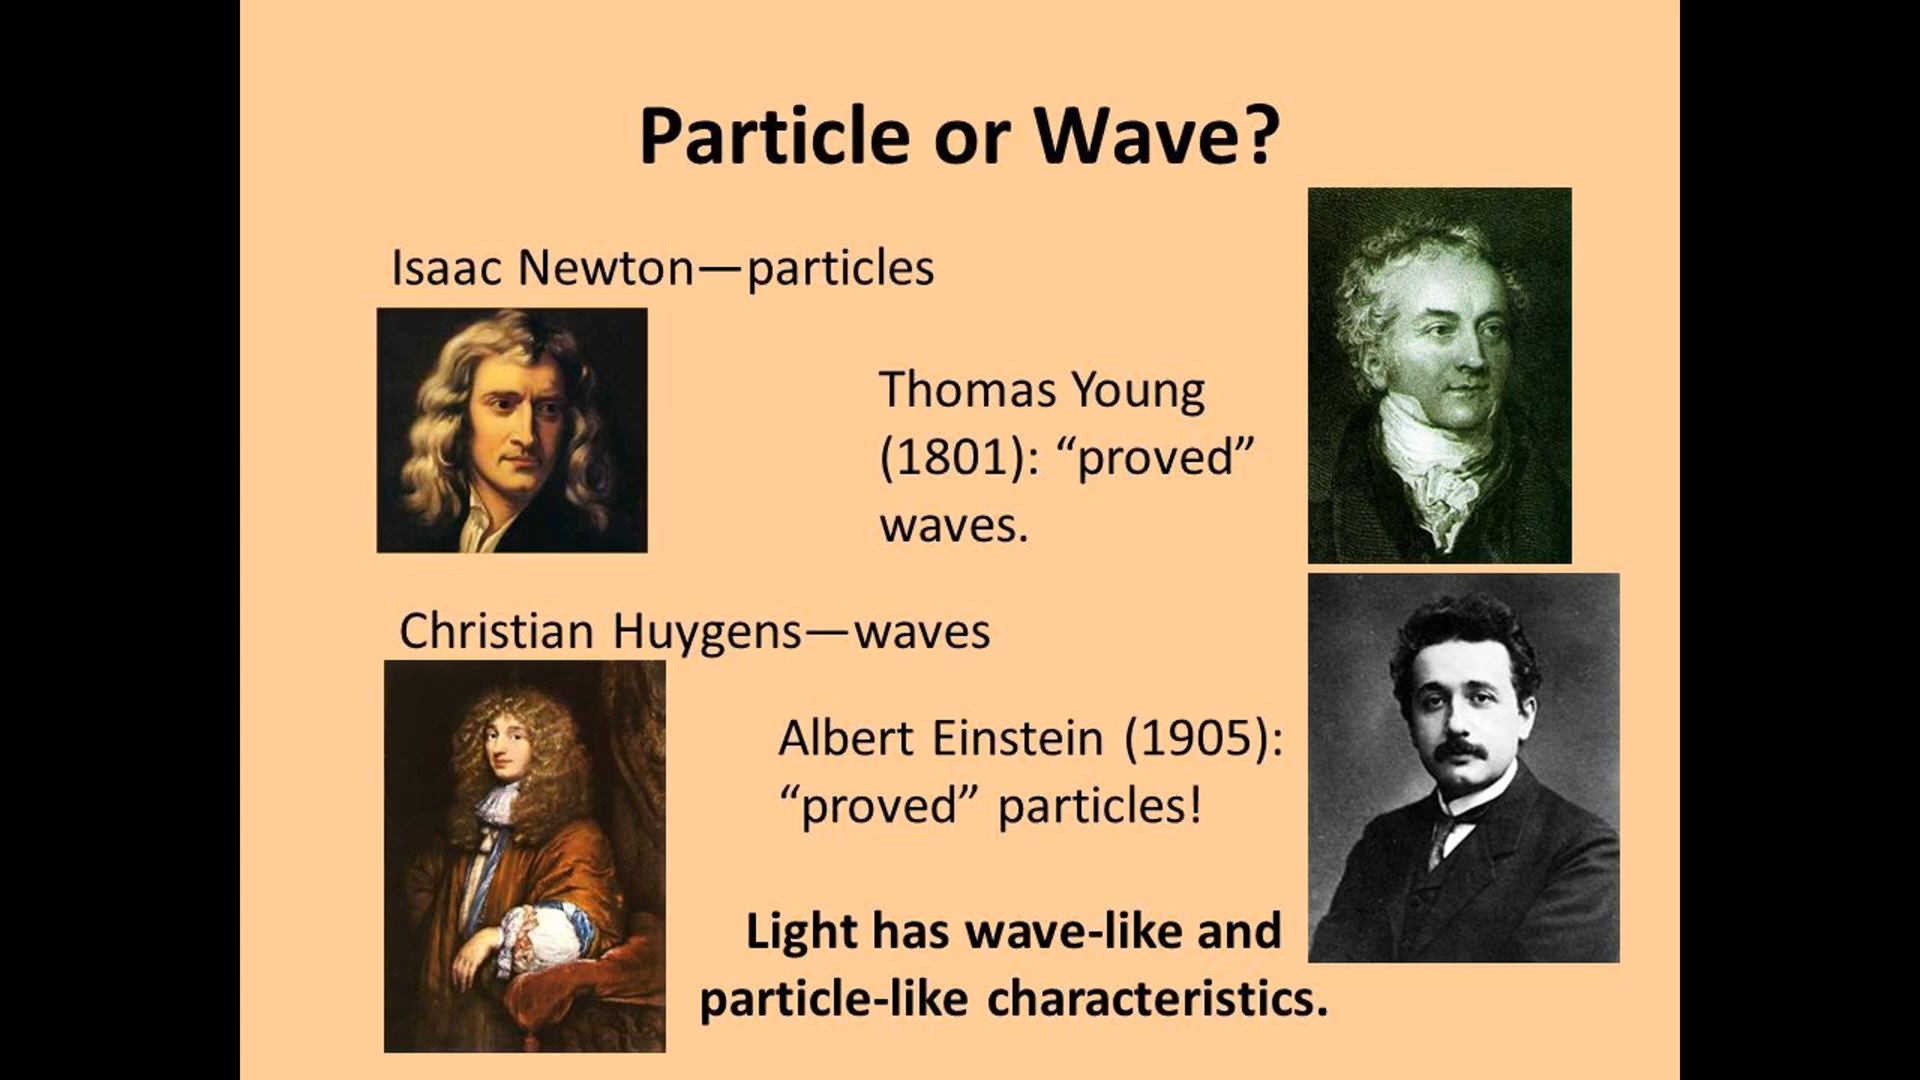 Particle or Wave?
Isaac Newton—particles
Thomas Young
(1801): “proved”
waves.
Christian Huygens—waves
Albert Einstein (1905):
“proved” particles!
Light has wave-like and
particle-like characteristics.